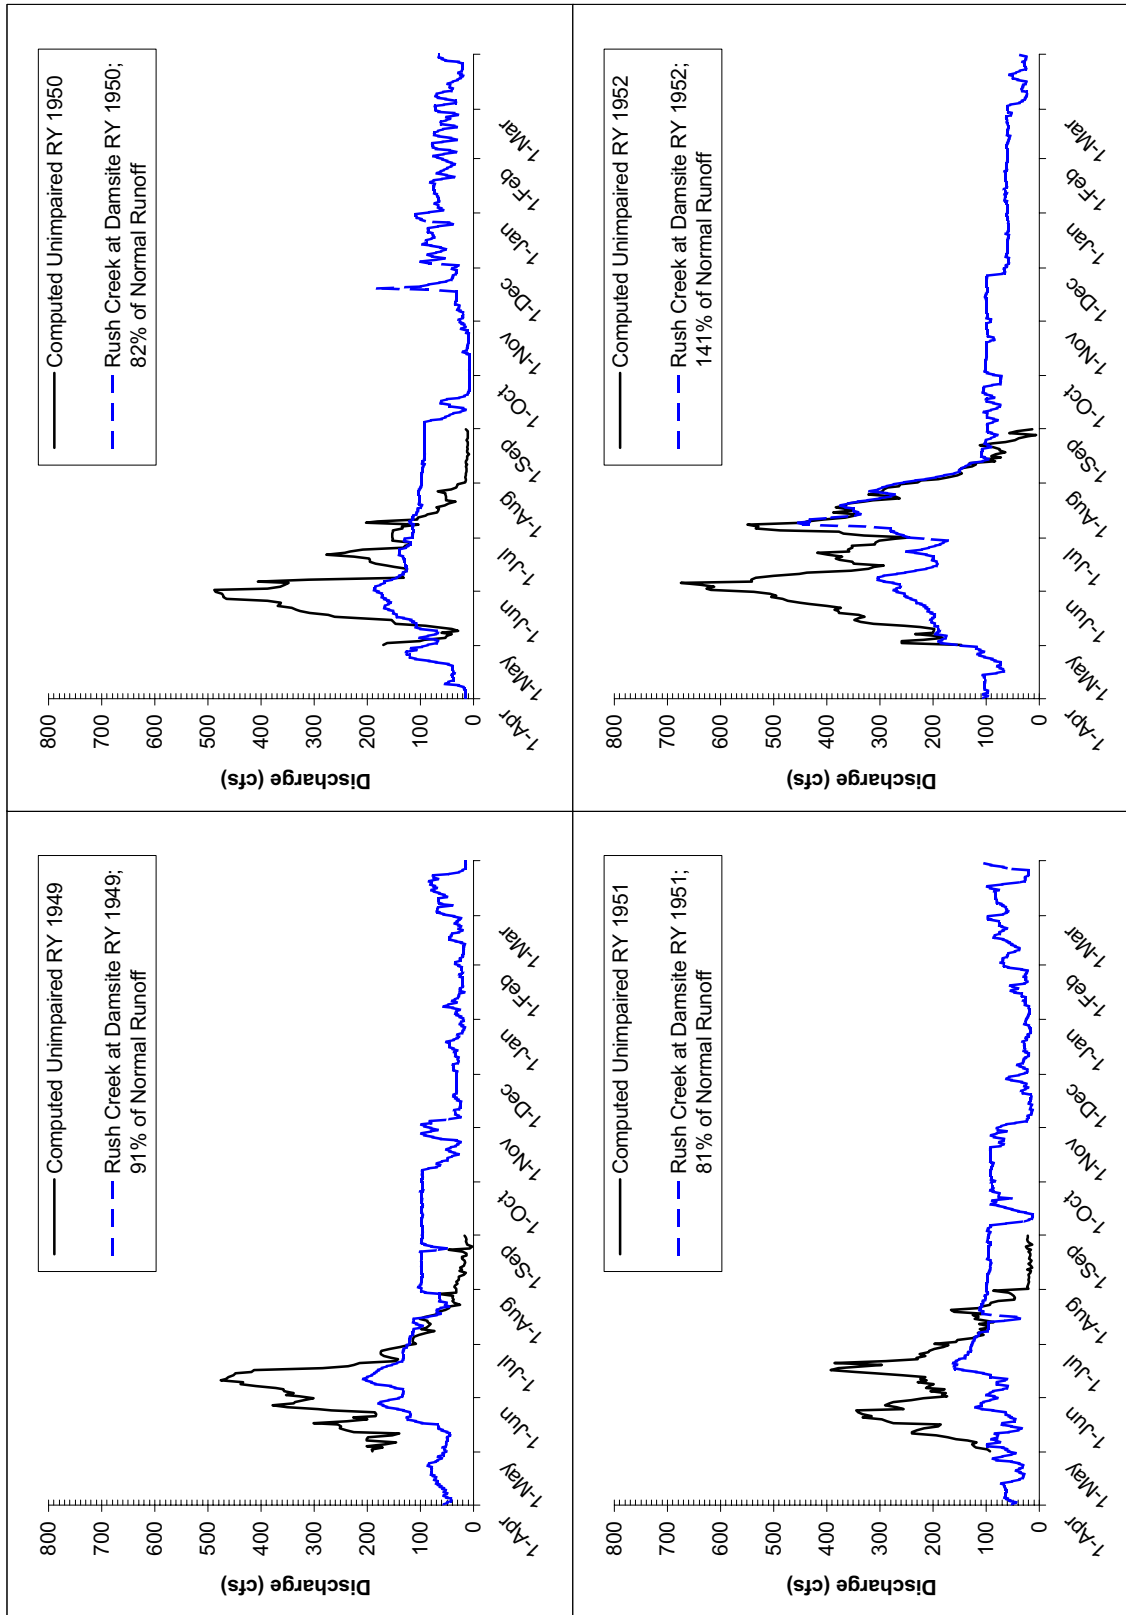 Computed Unimpaired RY 1949
Rush Creek at Damsite RY 1949;
91% of Normal Runoff
800
700
600
500
400
300
200
100
0
Discharge (cfs)
1-Apr
1-May
1-Jun
1-Jul
1-Aug
1-Sep
1-Oct
1-Nov
1-Dec
1-Jan
1-Feb
1-Mar
Computed Unimpaired RY 1950
Rush Creek at Damsite RY 1950;
82% of Normal Runoff
800
700
600
500
400
300
200
100
0
Discharge (cfs)
1-Apr
1-May
1-Jun
1-Jul
1-Aug
1-Sep
1-Oct
1-Nov
1-Dec
1-Jan
1-Feb
1-Mar
Computed Unimpaired RY 1951
Rush Creek at Damsite RY 1951;
81% of Normal Runoff
800
700
600
500
400
300
200
100
0
Discharge (cfs)
1-Apr
1-May
1-Jun
1-Jul
1-Aug
1-Sep
1-Oct
1-Nov
1-Dec
1-Jan
1-Feb
1-Mar
Computed Unimpaired RY 1952
Rush Creek at Damsite RY 1952;
141% of Normal Runoff
800
700
600
500
400
300
200
100
0
Discharge (cfs)
1-Apr
1-May
1-Jun
1-Jul
1-Aug
1-Sep
1-Oct
1-Nov
1-Dec
1-Jan
1-Feb
1-Mar